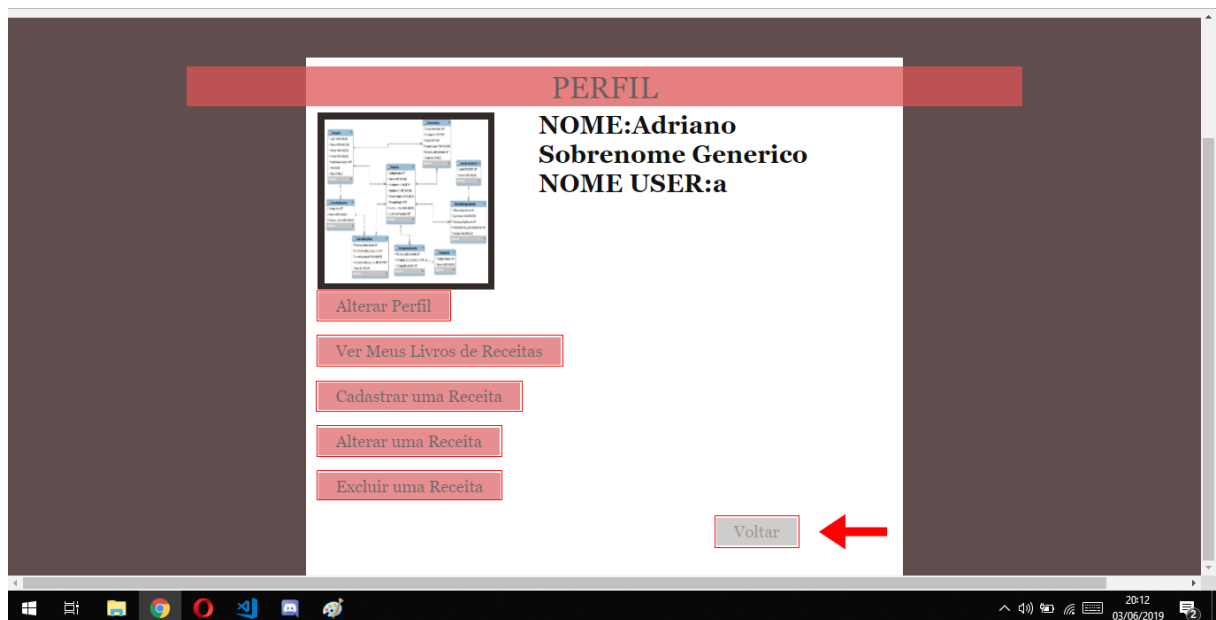 PERFIL
NOME:Adriano
Sobrenome Generico
NOME USER:a
Alterar Perfil
Ver Meus Livros de Receitas
Cadastrar uma Receita
Alterar uma Receita
Excluir uma Receita
Voltar
20:12
03/06/2019
2